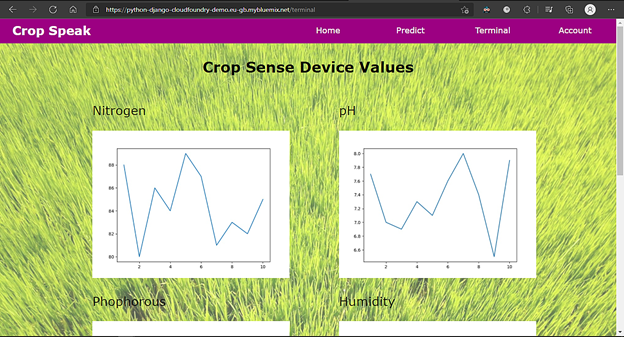 https://python-django-cloudfoundry-demo.eu-gb.mybluemix.net/terminal
Crop Speak
Home
Predict
Terminal
Account
Crop Sense Device Values
Nitrogen
pH
88
86
84
82
80
2
4
6
8
10
8.0
7.8
7.6
7.4
7.2
7.0
6.8
6.6
2
4
6
8
10
Phophorous
Humidity